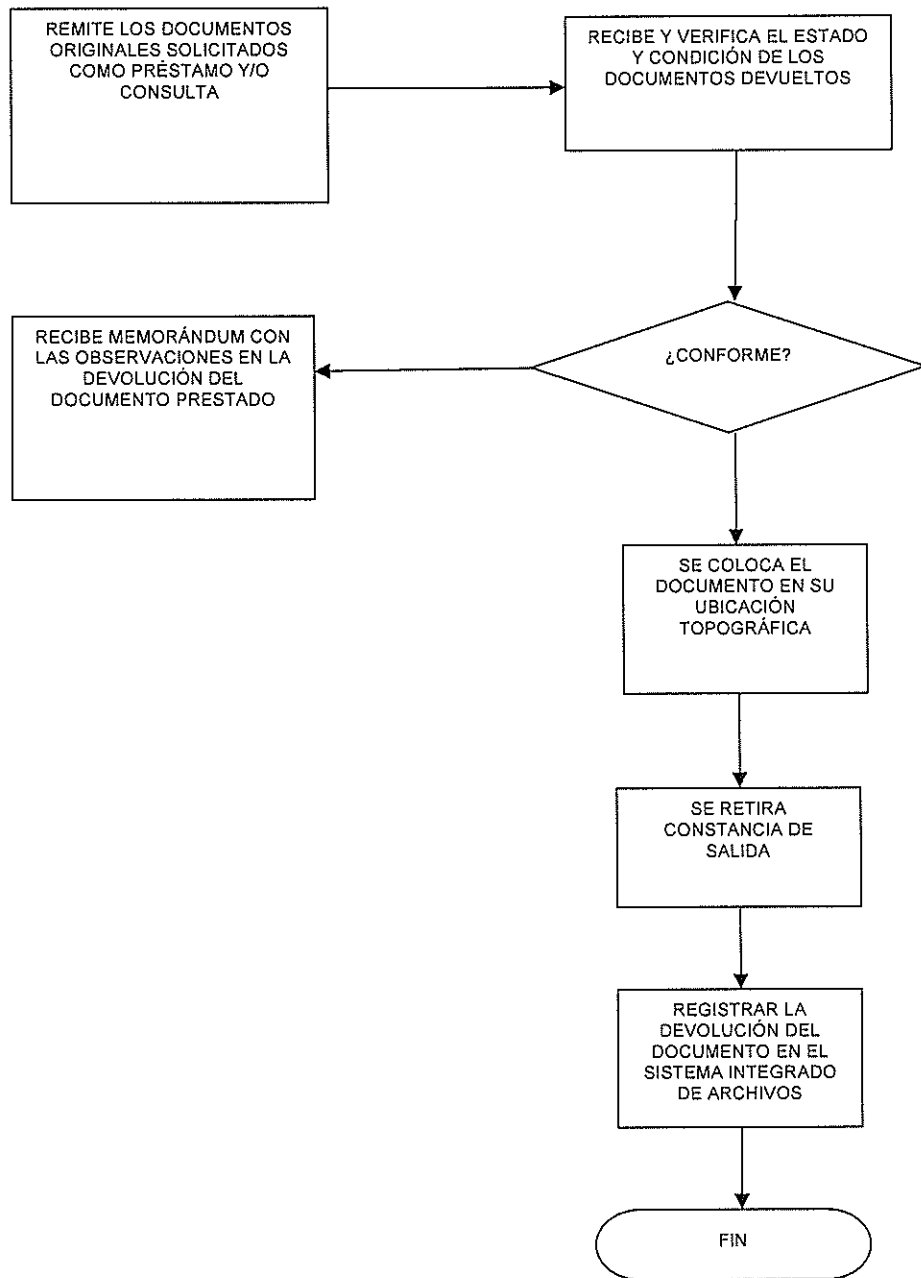 REMITE LOS DOCUMENTOS
ORIGINALES SOLICITADOS
COMO PRÉSTAMO Y/O
CONSULTA
RECIBE Y VERIFICA EL ESTADO
Y CONDICIÓN DE LOS
DOCUMENTOS DEVUELTOS
RECIBE MEMORÁNDUM CON
LAS OBSERVACIONES EN LA
DEVOLUCIÓN DEL
DOCUMENTO PRESTADO
¿CONFORME?
SE COLOCA EL
DOCUMENTO EN SU
UBICACIÓN
TOPOGRÁFICA
SE RETIRA
CONSTANCIA DE
SALIDA
REGISTRAR LA
DEVOLUCIÓN DEL
DOCUMENTO EN EL
SISTEMA INTEGRADO
DE ARCHIVOS
FIN